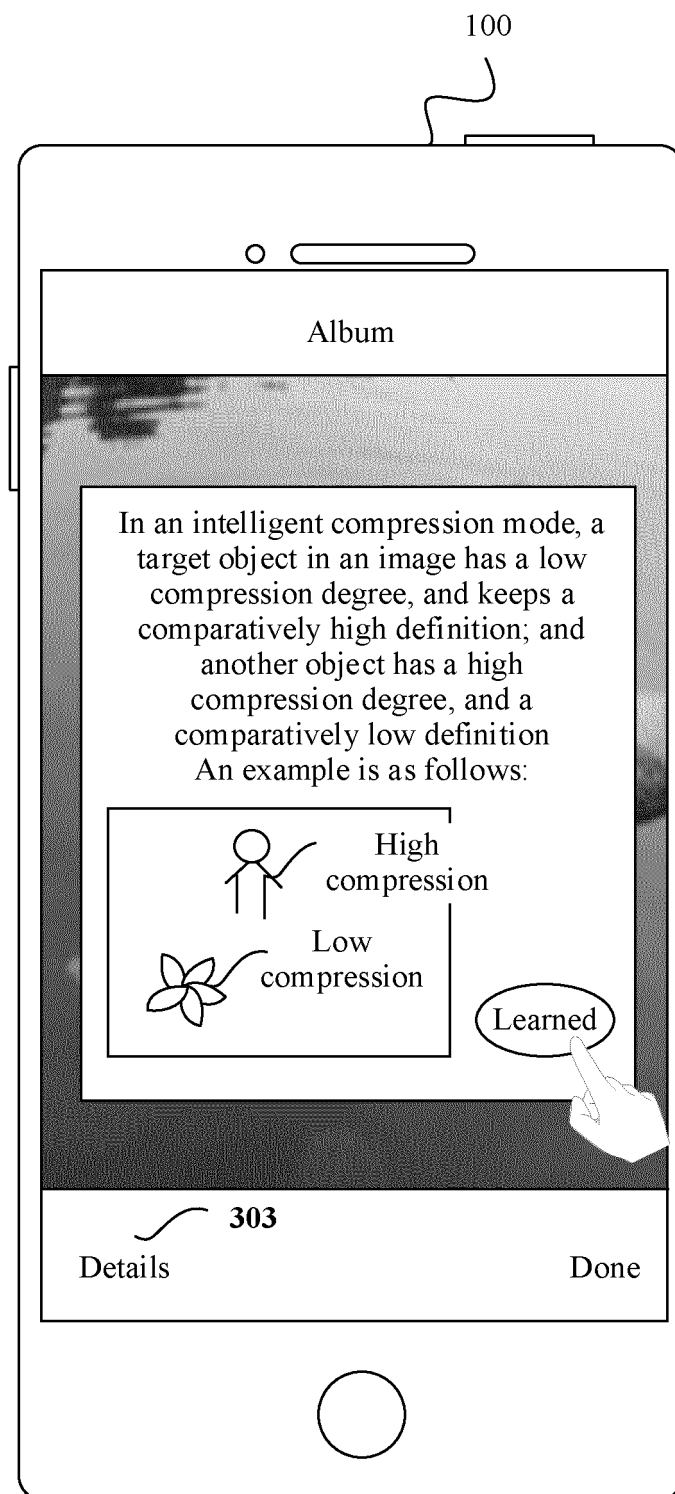 100
Album
In an intelligent compression mode, a
target object in an image has a low
compression degree, and keeps a
comparatively high definition; and
another object has a high
compression degree, and a
comparatively low definition
An example is as follows:
High
compression
Low
compression
Learned
303
Details
Done